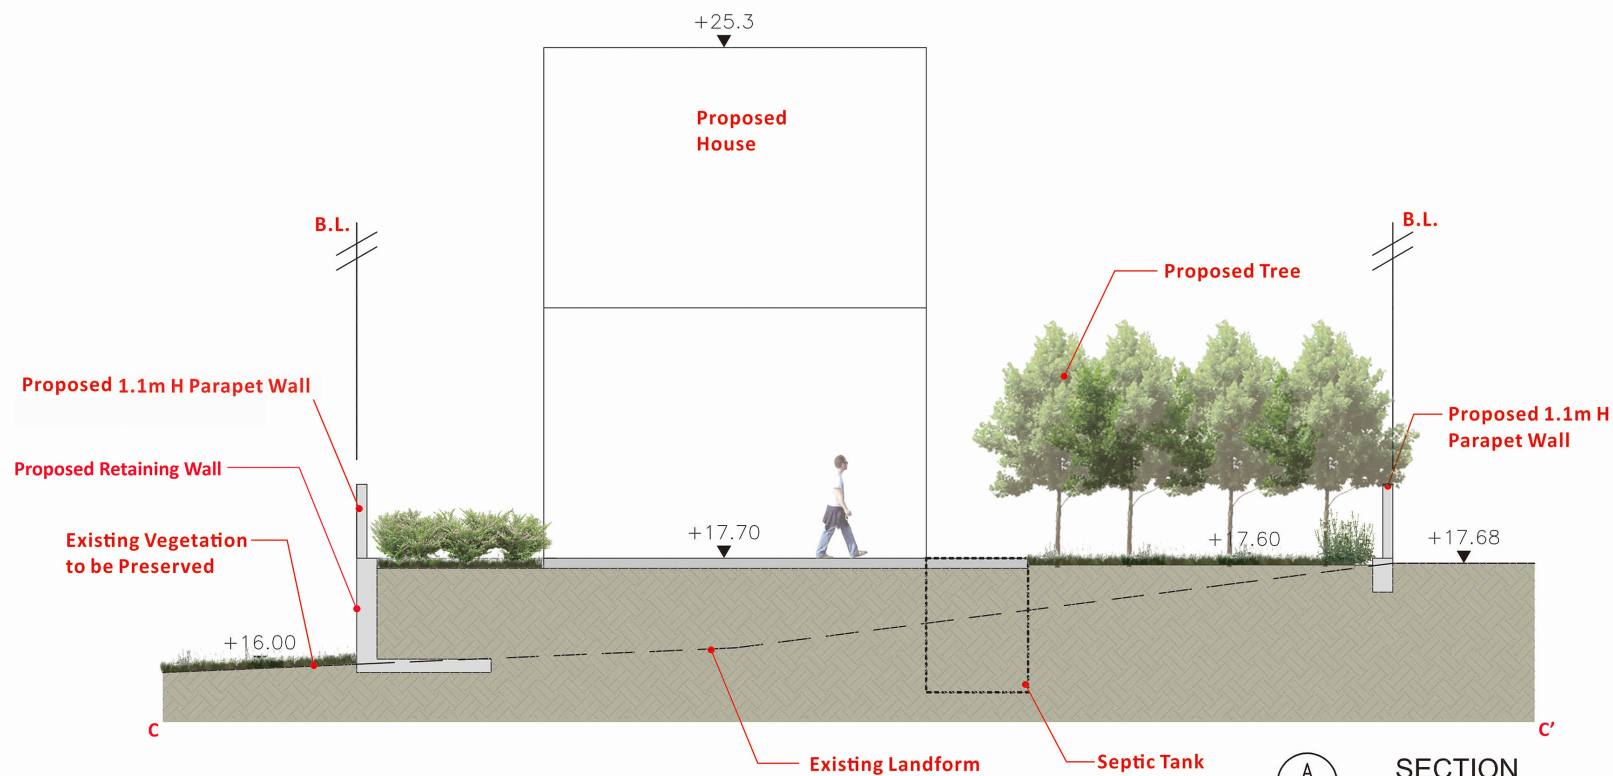 +25.3
Proposed
House
B.L.
B.L.
Proposed Tree
Proposed 1.1m H Parapet Wall
Proposed 1.1m H
Parapet Wall
Proposed Retaining Wall
Existing Vegetation
to be Preserved
+17.70
+17.60
+17.68
+16.00
C
C’
Existing Landform
Septic Tank
A
SECTION